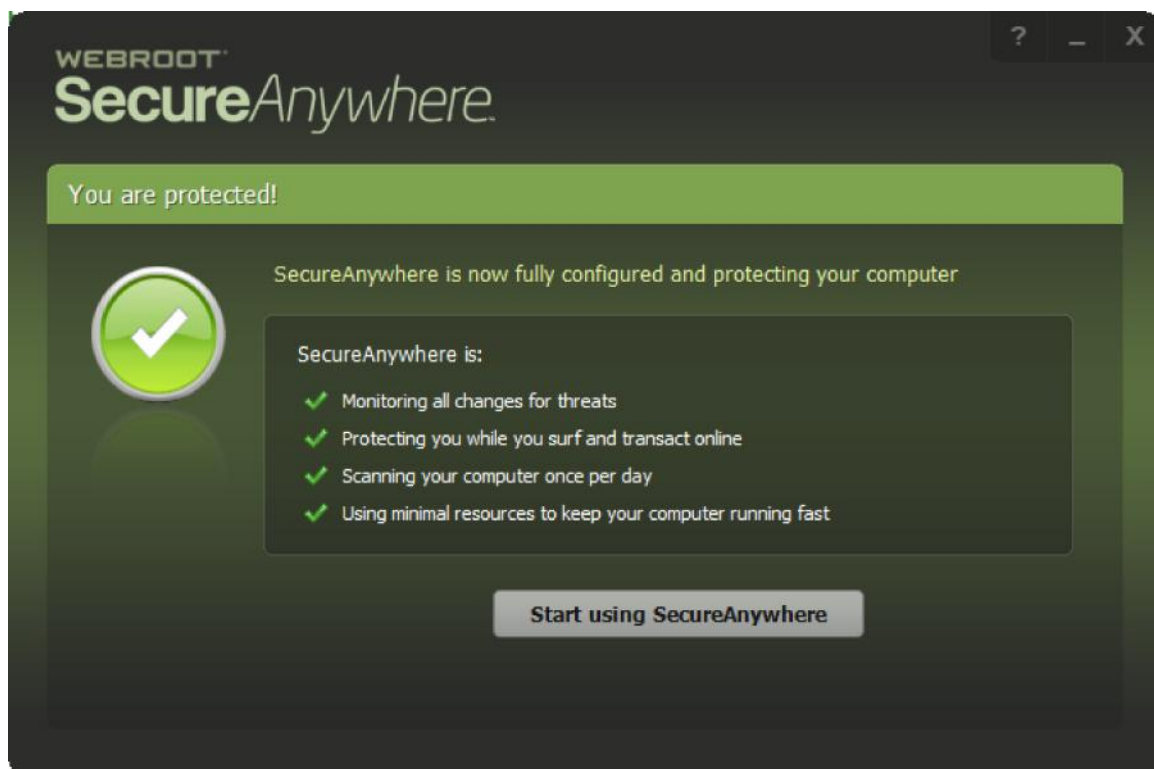 ? _ X
WEBROOT
SecureAnywhere
You are protected!
SecureAnywhere is now fully configured and protecting your computer
SecureAnywhere is:
Monitoring all changes for threats
Protecting you while you surf and transact online
Scanning your computer once per day
Using minimal resources to keep your computer running fast
Start using SecureAnywhere